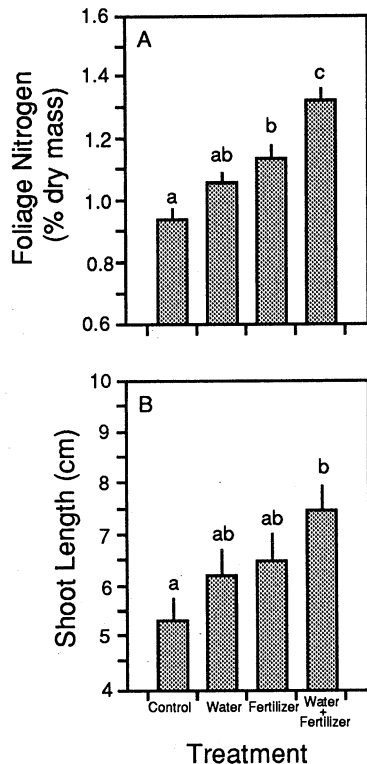 A
Foliage Nitrogen
(% dry mass)
1.6
1.4
1.2
1.0
0.8
0.6
a
ab
b
c
B
Shoot Length (cm)
10
9
8
7
6
5
4
a
ab
ab
b
Control Water Fertilizer Water
+
Fertilizer
Treatment